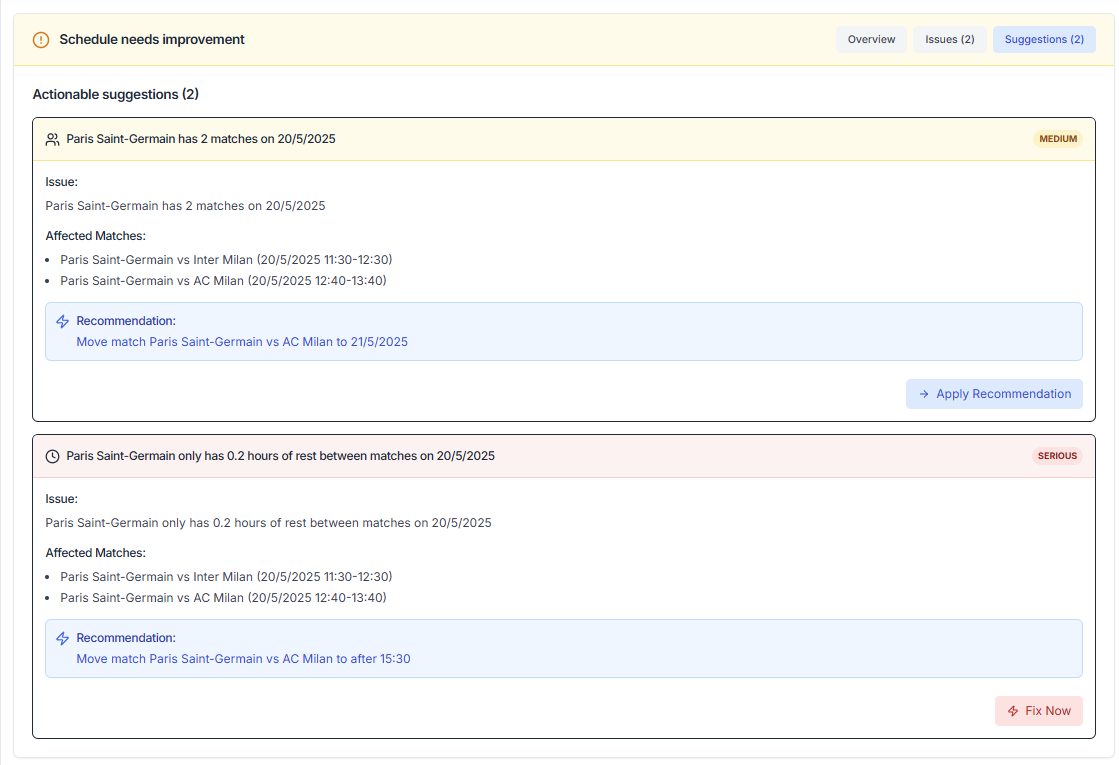 Schedule needs improvement
Overview
Issues (2)
Suggestions (2)
Actionable suggestions (2)
Paris Saint-Germain has 2 matches on 20/5/2025
MEDIUM
Issue:
Paris Saint-Germain has 2 matches on 20/5/2025
Affected Matches:
• Paris Saint-Germain vs Inter Milan (20/5/2025 11:30-12:30)
• Paris Saint-Germain vs AC Milan (20/5/2025 12:40-13:40)
Recommendation:
Move match Paris Saint-Germain vs AC Milan to 21/5/2025
Apply Recommendation
Paris Saint-Germain only has 0.2 hours of rest between matches on 20/5/2025
SERIOUS
Issue:
Paris Saint-Germain only has 0.2 hours of rest between matches on 20/5/2025
Affected Matches:
• Paris Saint-Germain vs Inter Milan (20/5/2025 11:30-12:30)
• Paris Saint-Germain vs AC Milan (20/5/2025 12:40-13:40)
Recommendation:
Move match Paris Saint-Germain vs AC Milan to after 15:30
Fix Now